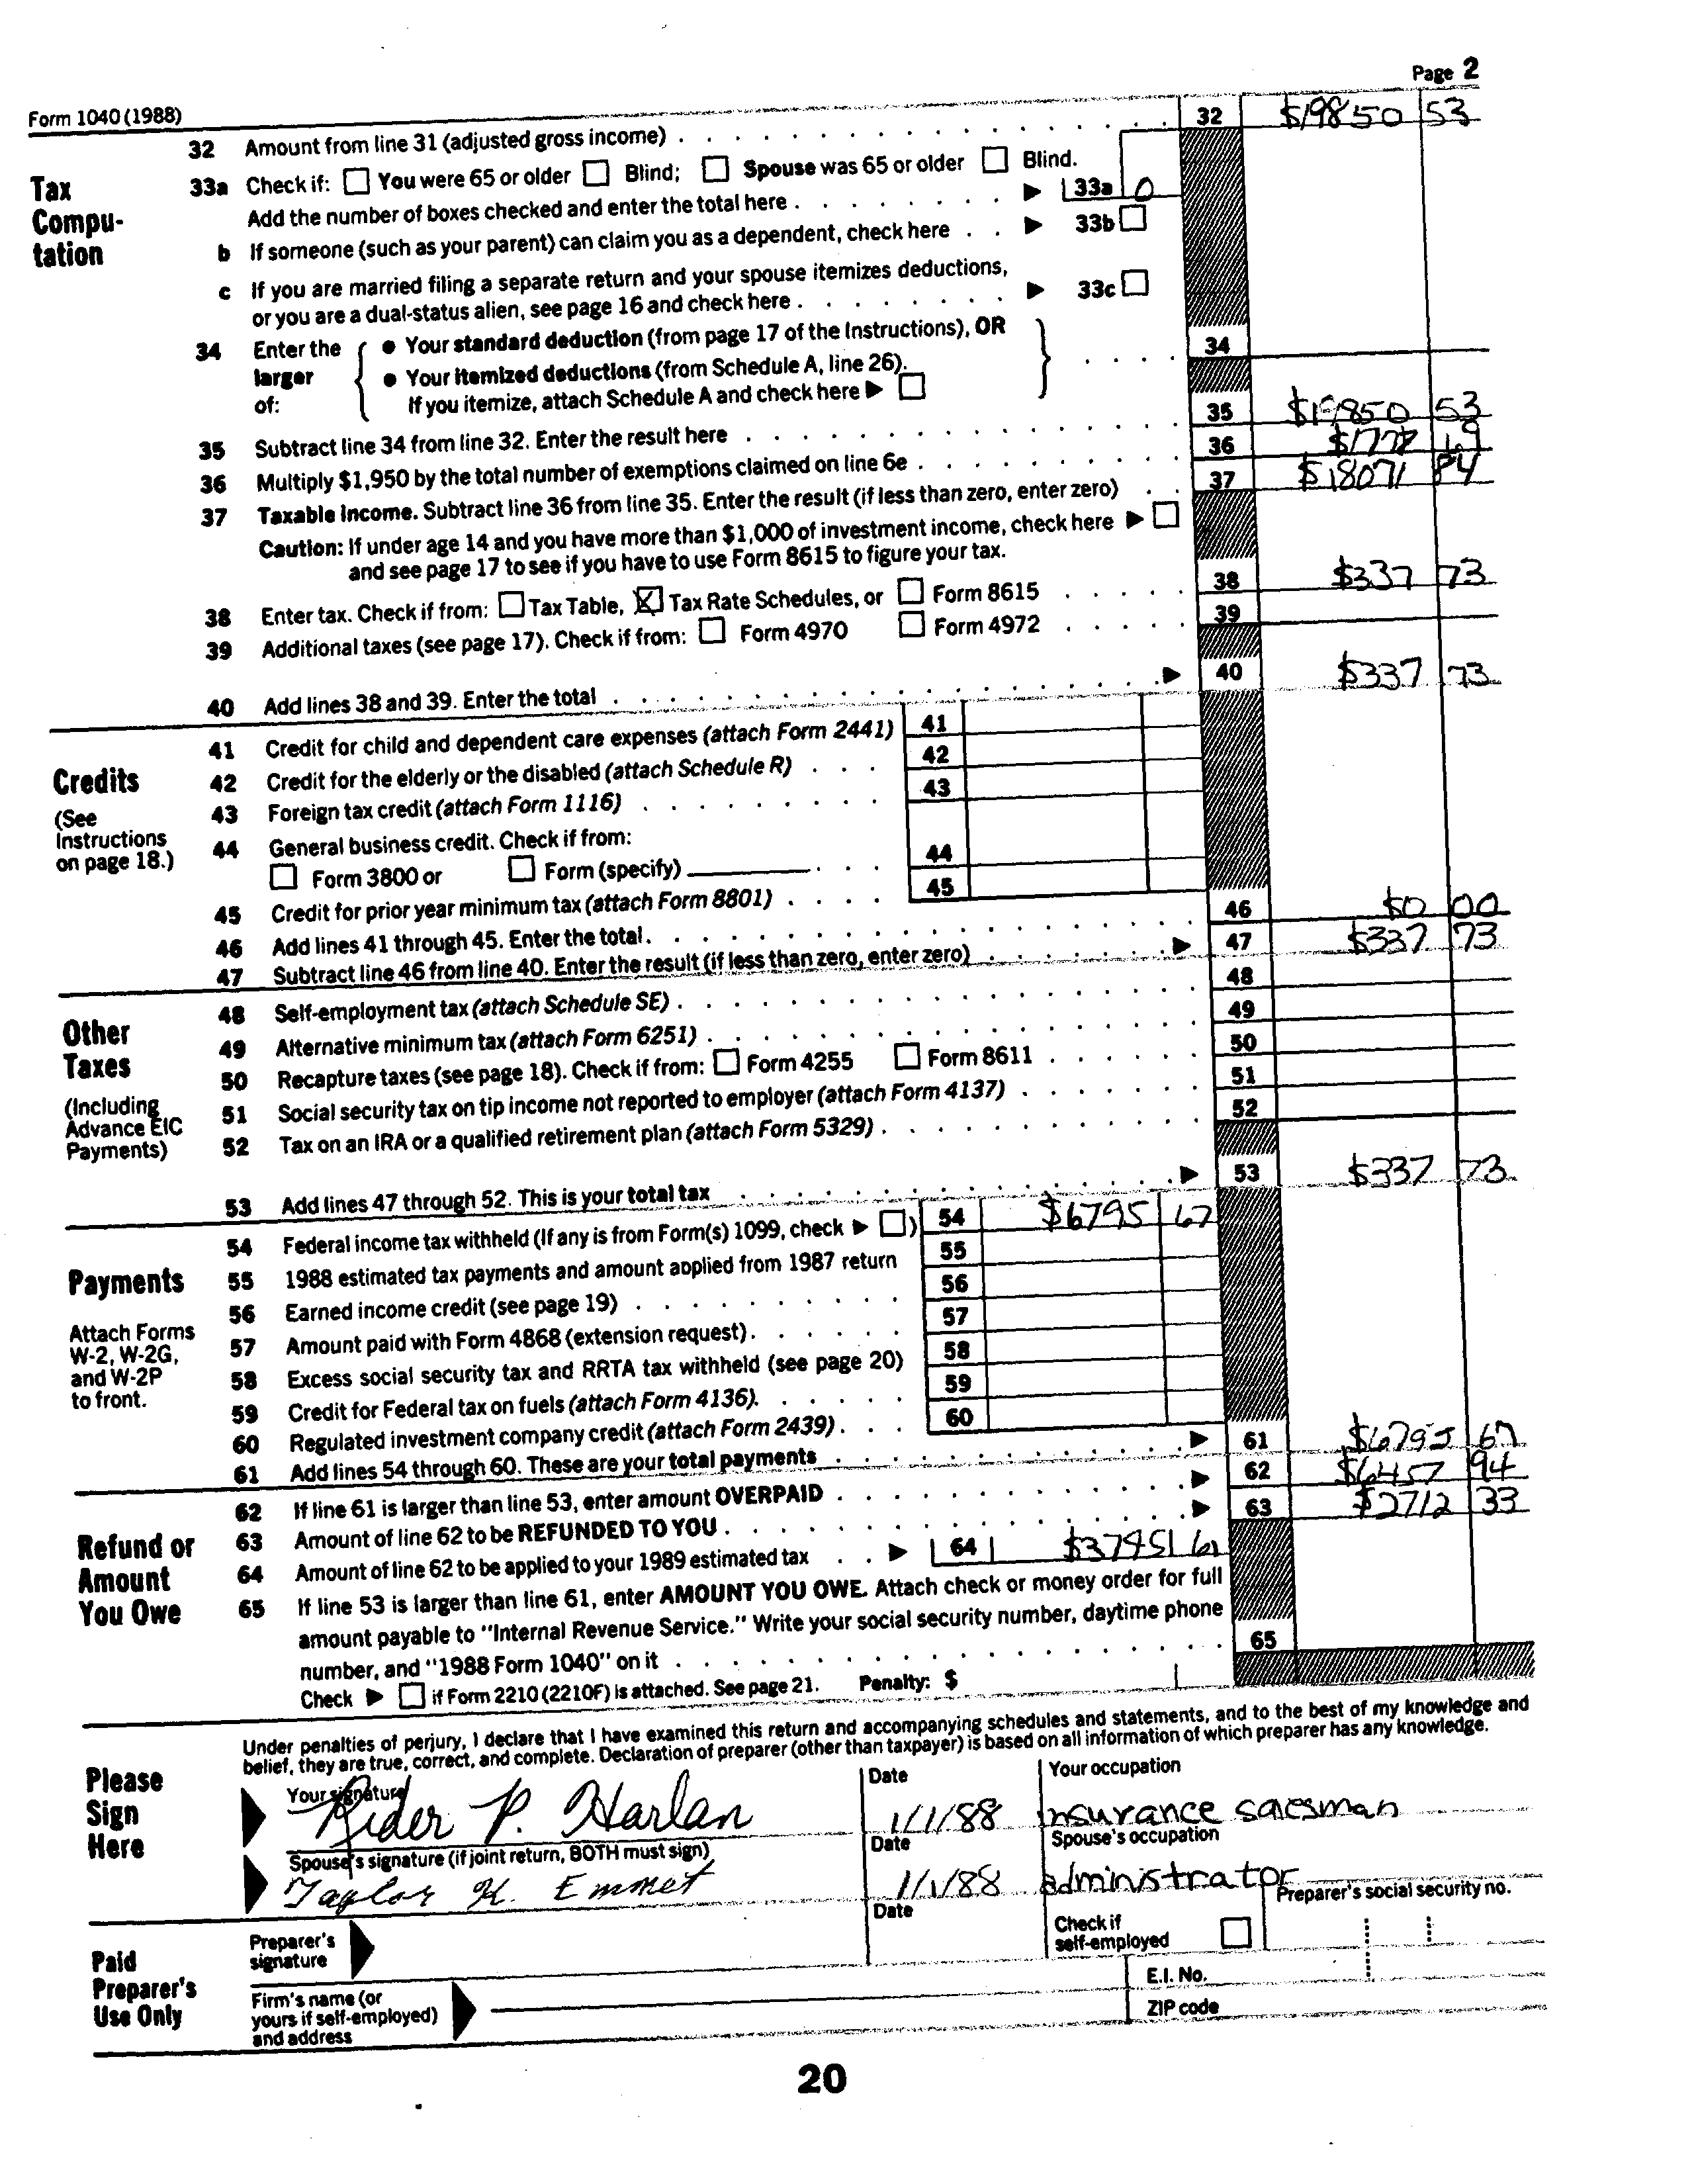 Page 2
Form 1040 (1988)
32 Amount from line 31 (adjusted gross income) 32 $19850 53
Tax Compu- tation
33a Check if: You were 65 or older Blind; Spouse was 65 or older Blind.
Add the number of boxes checked and enter the total here 33a 0
b If someone (such as your parent) can claim you as a dependent, check here 33b
c If you are married filing a separate return and your spouse itemizes deductions,
or you are a dual-status alien, see page 16 and check here 33c
34 Enter the larger of:
● Your standard deduction (from page 17 of the Instructions), OR
● Your itemized deductions (from Schedule A, line 26).
If you itemize, attach Schedule A and check here 34
35 Subtract line 34 from line 32. Enter the result here 35 $19850 53
36 Multiply $1,950 by the total number of exemptions claimed on line 6e 36 $1778 69
37 Taxable income. Subtract line 36 from line 35. Enter the result (if less than zero, enter zero) 37 $18071 84
Caution: If under age 14 and you have more than $1,000 of investment income, check here
and see page 17 to see if you have to use Form 8615 to figure your tax.
38 Enter tax. Check if from: Tax Table, X Tax Rate Schedules, or Form 8615 38 $337 73
39 Additional taxes (see page 17). Check if from: Form 4970 Form 4972 39
40 Add lines 38 and 39. Enter the total 40 $337 73
Credits
(See Instructions on page 18.)
41 Credit for child and dependent care expenses (attach Form 2441) 41
42 Credit for the elderly or the disabled (attach Schedule R) 42
43 Foreign tax credit (attach Form 1116) 43
44 General business credit. Check if from:
Form 3800 or Form (specify) 44
45 Credit for prior year minimum tax (attach Form 8801) 45
46 Add lines 41 through 45. Enter the total 46 $0 00
47 Subtract line 46 from line 40. Enter the result (if less than zero, enter zero) 47 $337 73
Other Taxes
(Including Advance EIC Payments)
48 Self-employment tax (attach Schedule SE) 48
49 Alternative minimum tax (attach Form 6251) 49
50 Recapture taxes (see page 18). Check if from: Form 4255 Form 8611 50
51 Social security tax on tip income not reported to employer (attach Form 4137) 51
52 Tax on an IRA or a qualified retirement plan (attach Form 5329) 52
53 Add lines 47 through 52. This is your total tax 53 $337 73
Payments
Attach Forms W-2, W-2G, and W-2P to front.
54 Federal income tax withheld (If any is from Form(s) 1099, check ) 54 $6795 67
55 1988 estimated tax payments and amount applied from 1987 return 55
56 Earned income credit (see page 19) 56
57 Amount paid with Form 4868 (extension request) 57
58 Excess social security tax and RRTA tax withheld (see page 20) 58
59 Credit for Federal tax on fuels (attach Form 4136) 59
60 Regulated investment company credit (attach Form 2439) 60
61 Add lines 54 through 60. These are your total payments 61 $6795 67
Refund or Amount You Owe
62 If line 61 is larger than line 53, enter amount OVERPAID 62 $6457 94
63 Amount of line 62 to be REFUNDED TO YOU 63 $2712 33
64 Amount of line 62 to be applied to your 1989 estimated tax 64 $3745 61
65 If line 53 is larger than line 61, enter AMOUNT YOU OWE. Attach check or money order for full
amount payable to "Internal Revenue Service." Write your social security number, daytime phone
number, and "1988 Form 1040" on it 65
Check if Form 2210 (2210F) is attached. See page 21. Penalty: $
Please Sign Here
Under penalties of perjury, I declare that I have examined this return and accompanying schedules and statements, and to the best of my knowledge and
belief, they are true, correct, and complete. Declaration of preparer (other than taxpayer) is based on all information of which preparer has any knowledge.
Your signature Date Your occupation
Rider P. Harlan 1/1/88 insurance salesman
Spouse's signature (if joint return, BOTH must sign) Date Spouse's occupation
Taylor K. Emmet 1/1/88 administrator
Paid Preparer's Use Only
Preparer's signature Date Check if self-employed Preparer's social security no.
Firm's name (or yours if self-employed) and address E.I. No.
ZIP code
20